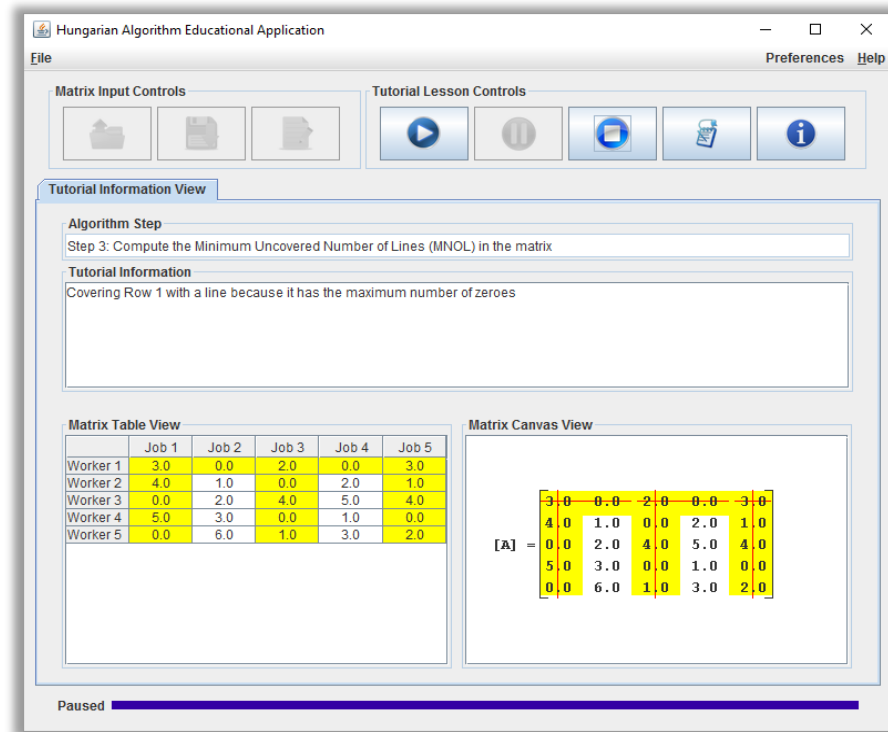 Hungarian Algorithm Educational Application
File Preferences Help
Matrix Input Controls Tutorial Lesson Controls
Tutorial Information View
Algorithm Step
Step 3: Compute the Minimum Uncovered Number of Lines (MNOL) in the matrix
Tutorial Information
Covering Row 1 with a line because it has the maximum number of zeroes
Matrix Table View
Job 1 Job 2 Job 3 Job 4 Job 5
Worker 1 3.0 0.0 2.0 0.0 3.0
Worker 2 4.0 1.0 0.0 2.0 1.0
Worker 3 0.0 2.0 4.0 5.0 4.0
Worker 4 5.0 3.0 0.0 1.0 0.0
Worker 5 0.0 6.0 1.0 3.0 2.0
Matrix Canvas View
3.0 0.0 2.0 0.0 3.0
4.0 1.0 0.0 2.0 1.0
[A] = 0.0 2.0 4.0 5.0 4.0
5.0 3.0 0.0 1.0 0.0
0.0 6.0 1.0 3.0 2.0
Paused